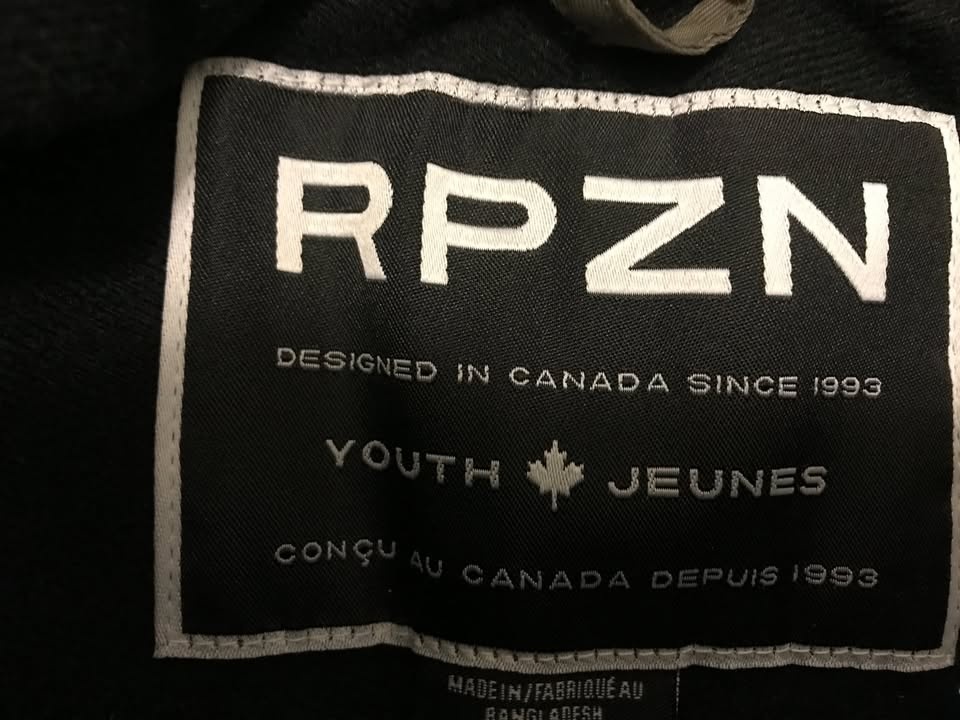 RPZN
DESIGNED IN CANADA SINCE 1993
YOUTH JEUNES
CONÇU AU CANADA DEPUIS 1993
MADE IN/FABRIQUÉ AU
BANGLADESH